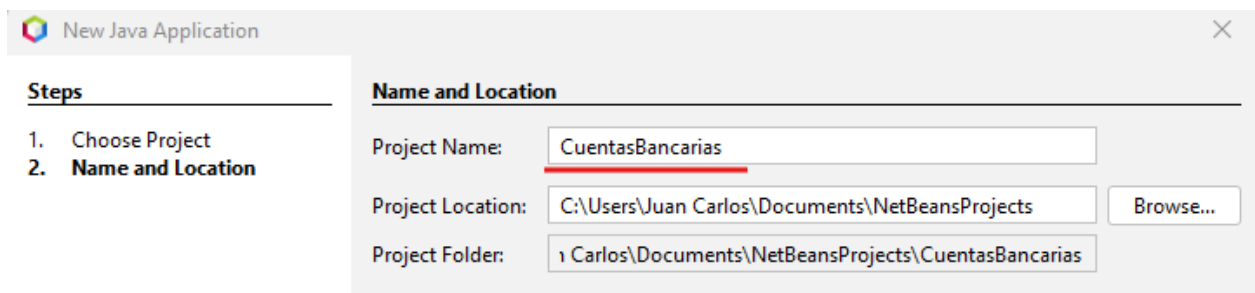 New Java Application
Steps
1. Choose Project
2. Name and Location
Name and Location
Project Name: CuentasBancarias
Project Location: C:\Users\Juan Carlos\Documents\NetBeansProjects Browse...
Project Folder: Carlos\Documents\NetBeansProjects\CuentasBancarias